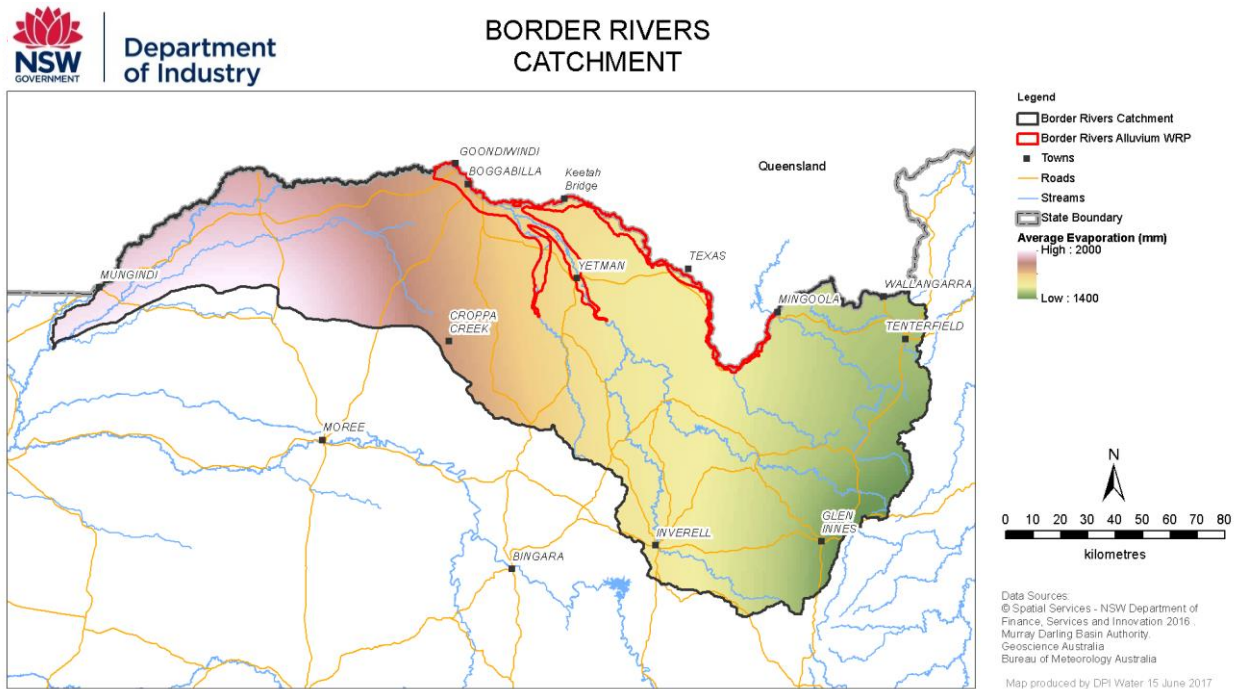 NSW
GOVERNMENT
Department
of Industry
BORDER RIVERS
CATCHMENT
GOONDIWINDI
BOGGABILLA
Keetah
Bridge
Queensland
MUNGINDI
YETMAN
TEXAS
WALLANGARRA
MINGOOLA
CROPPA
CREEK
TENTERFIELD
MOREE
GLEN
INNES
INVERELL
BINGARA
Legend
Border Rivers Catchment
Border Rivers Alluvium WRP
Towns
Roads
Streams
State Boundary
Average Evaporation (mm)
High : 2000
Low : 1400
N
0 10 20 30 40 50 60 70 80
kilometres
Data Sources:
© Spatial Services - NSW Department of
Finance, Services and Innovation 2016 .
Murray Darling Basin Authority.
Geoscience Australia
Bureau of Meteorology Australia
Map produced by DPI Water 15 June 2017